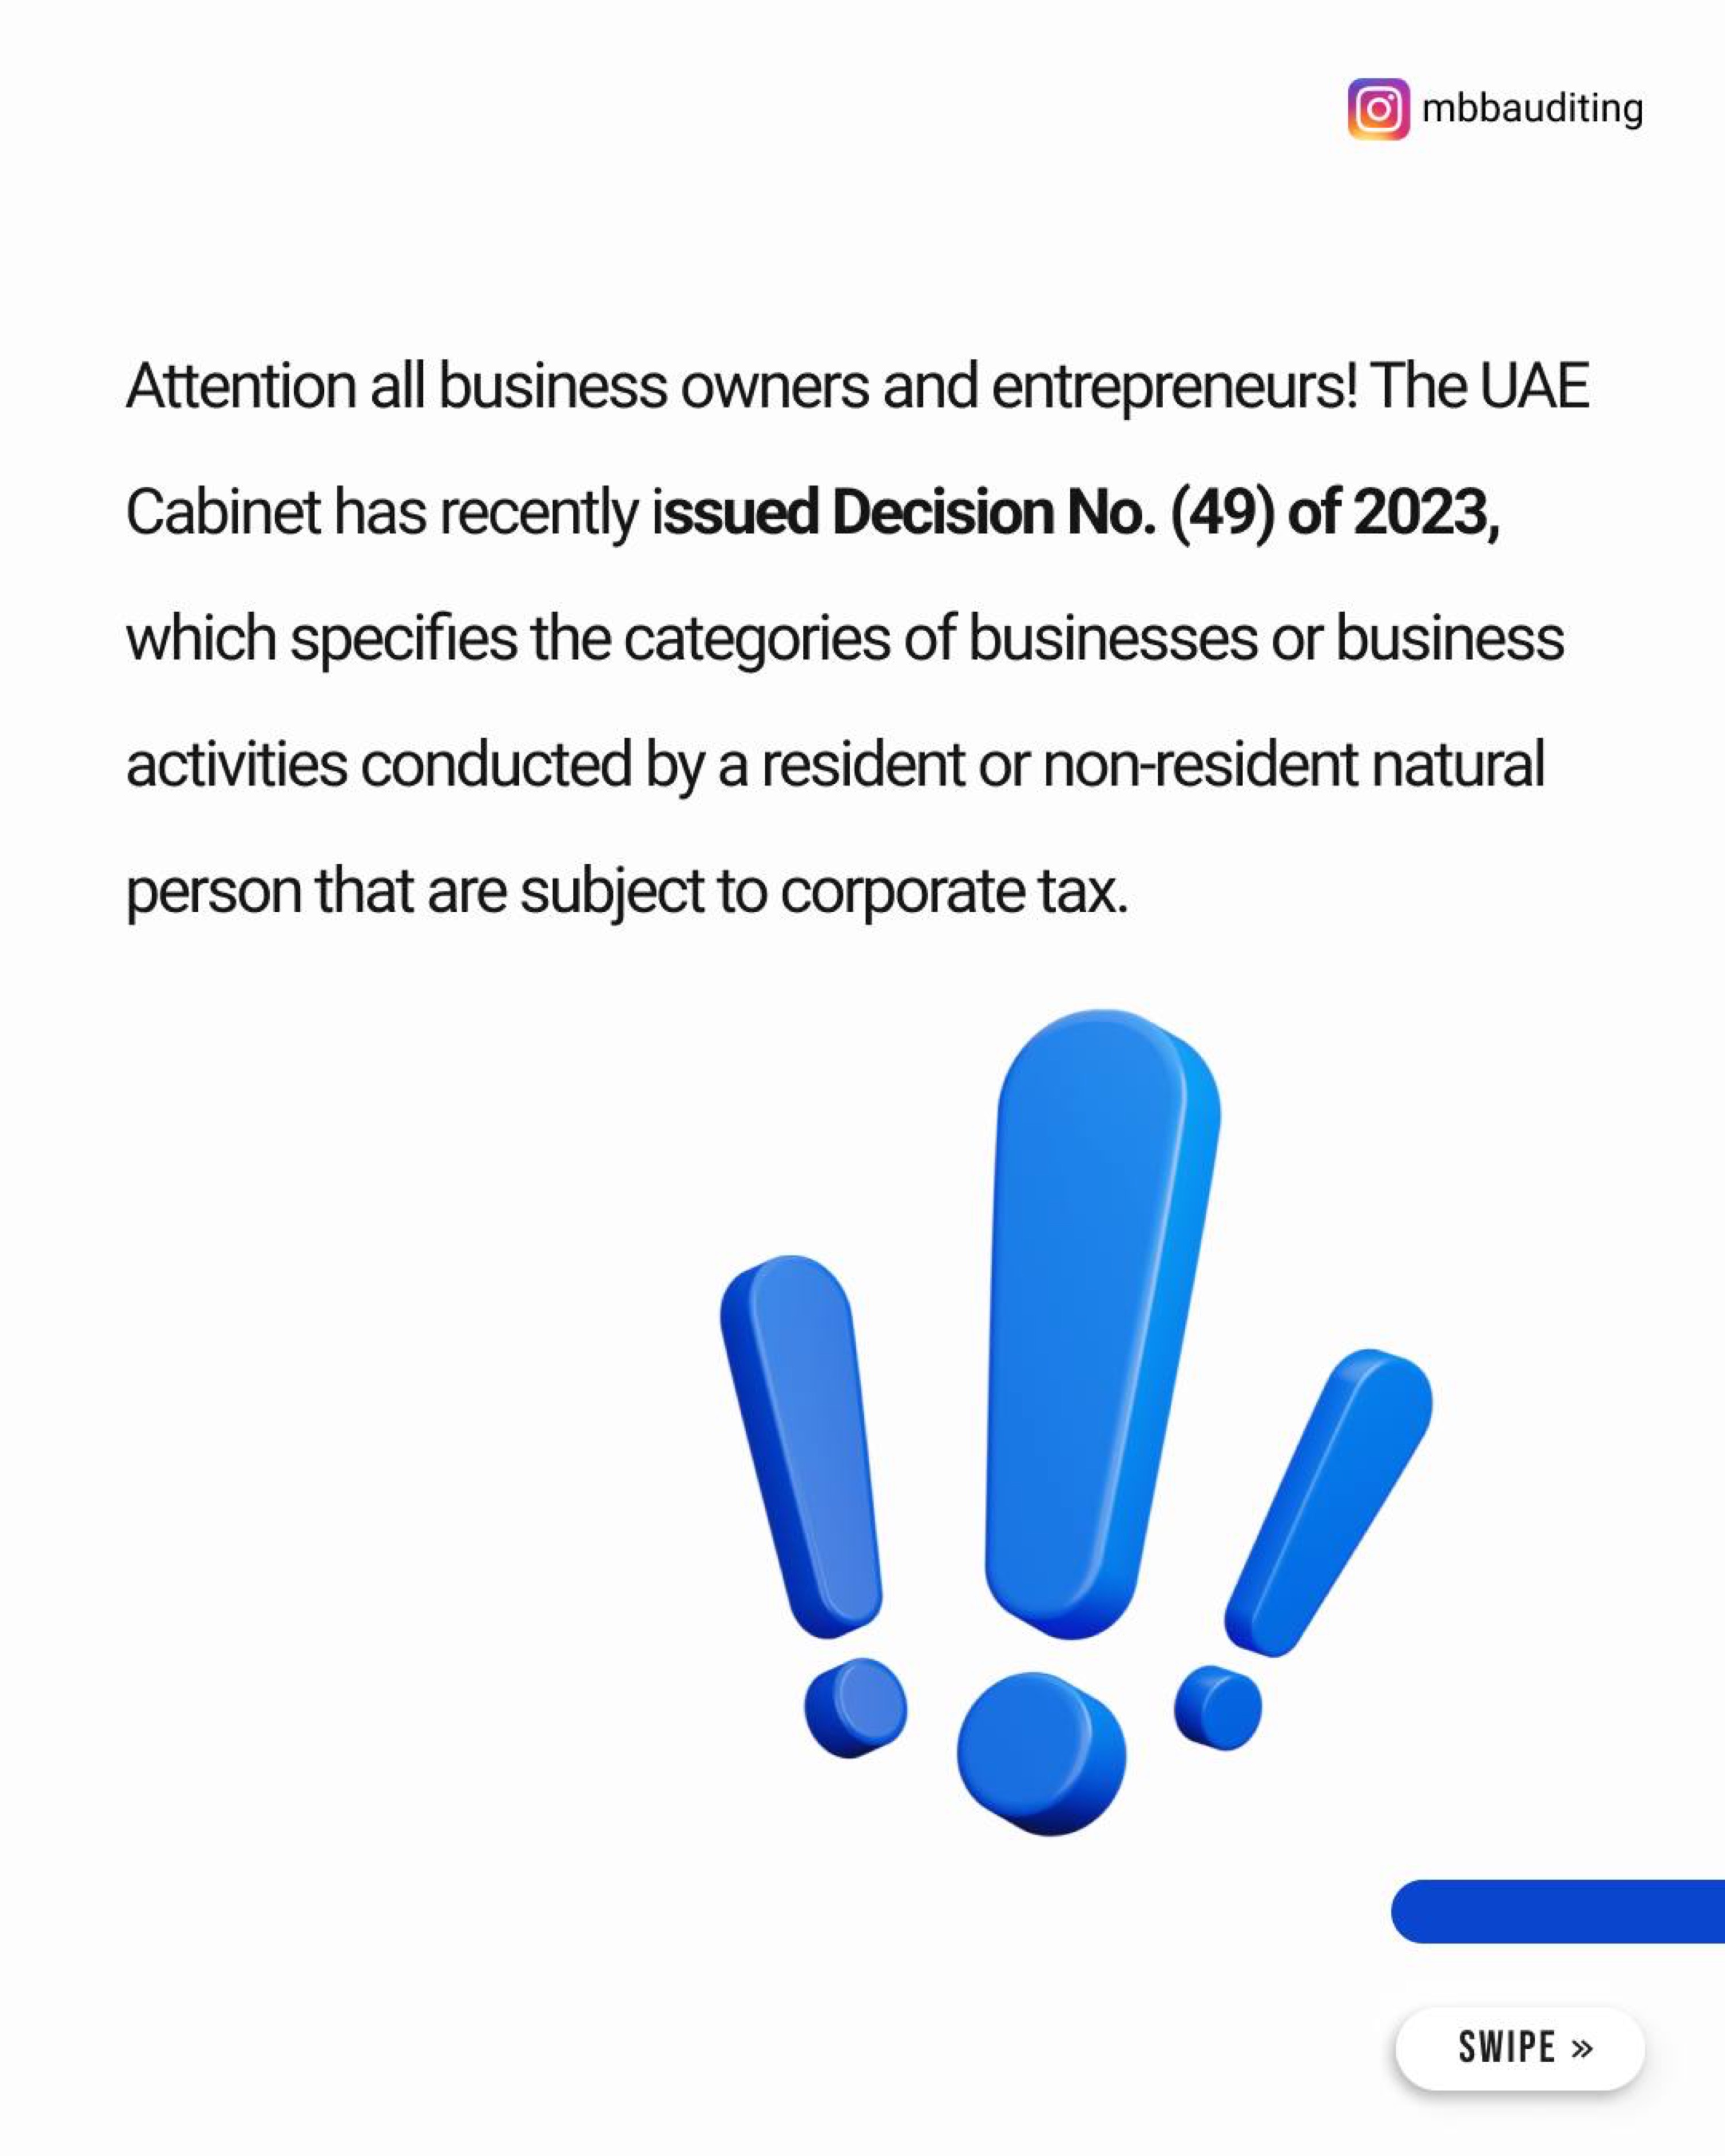 mbbauditing
Attention all business owners and entrepreneurs! The UAE
Cabinet has recently issued Decision No. (49) of 2023,
which specifies the categories of businesses or business
activities conducted by a resident or non-resident natural
person that are subject to corporate tax.
SWIPE »